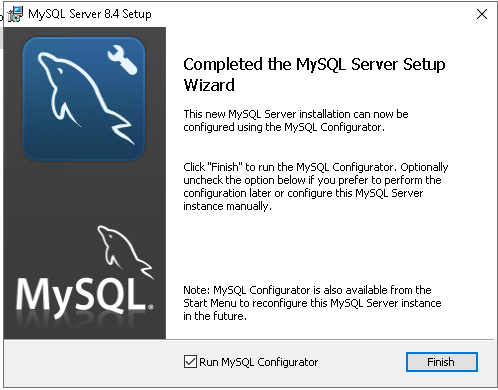 MySQL Server 8.4 Setup
Completed the MySQL Server Setup
Wizard
This new MySQL Server installation can now be
configured using the MySQL Configurator.
Click "Finish" to run the MySQL Configurator. Optionally
uncheck the option below if you prefer to perform the
configuration later or configure this MySQL Server
instance manually.
MySQL®
Note: MySQL Configurator is also available from the
Start Menu to reconfigure this MySQL Server instance
in the future.
Run MySQL Configurator
Finish